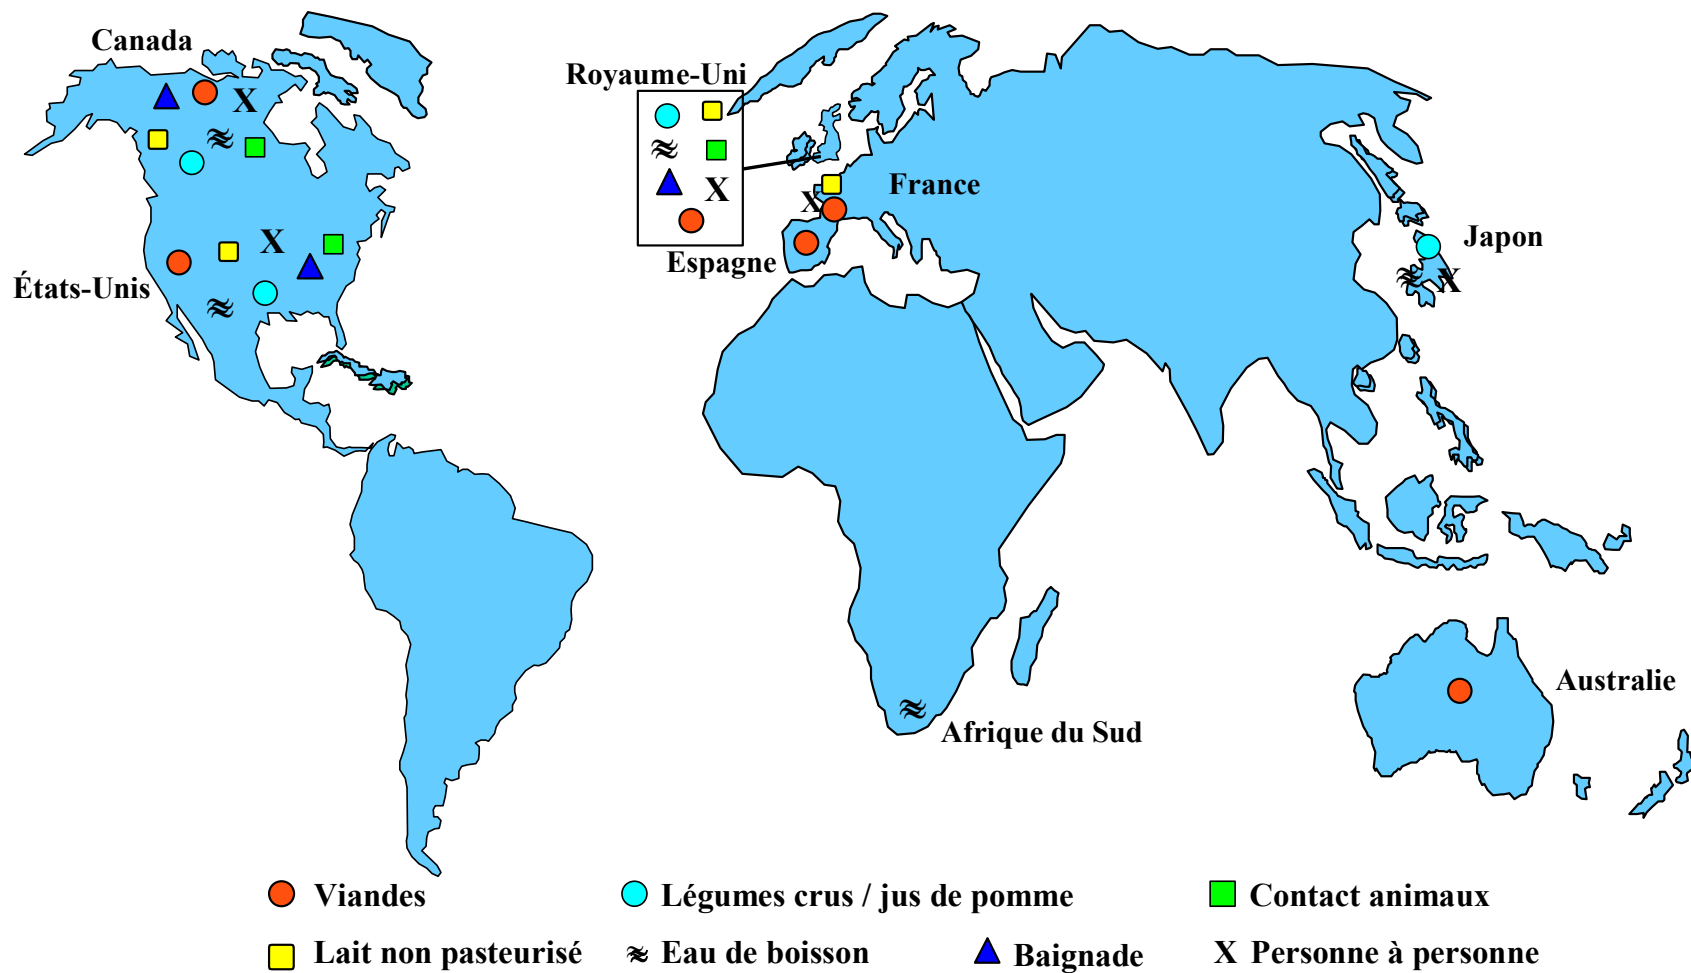 Canada
Royaume-Uni
X
X
France
X
X
Japon
Espagne
X
États-Unis
Afrique du Sud
Australie
Viandes
Légumes crus / jus de pomme
Contact animaux
Lait non pasteurisé
Eau de boisson
Baignade
X Personne à personne